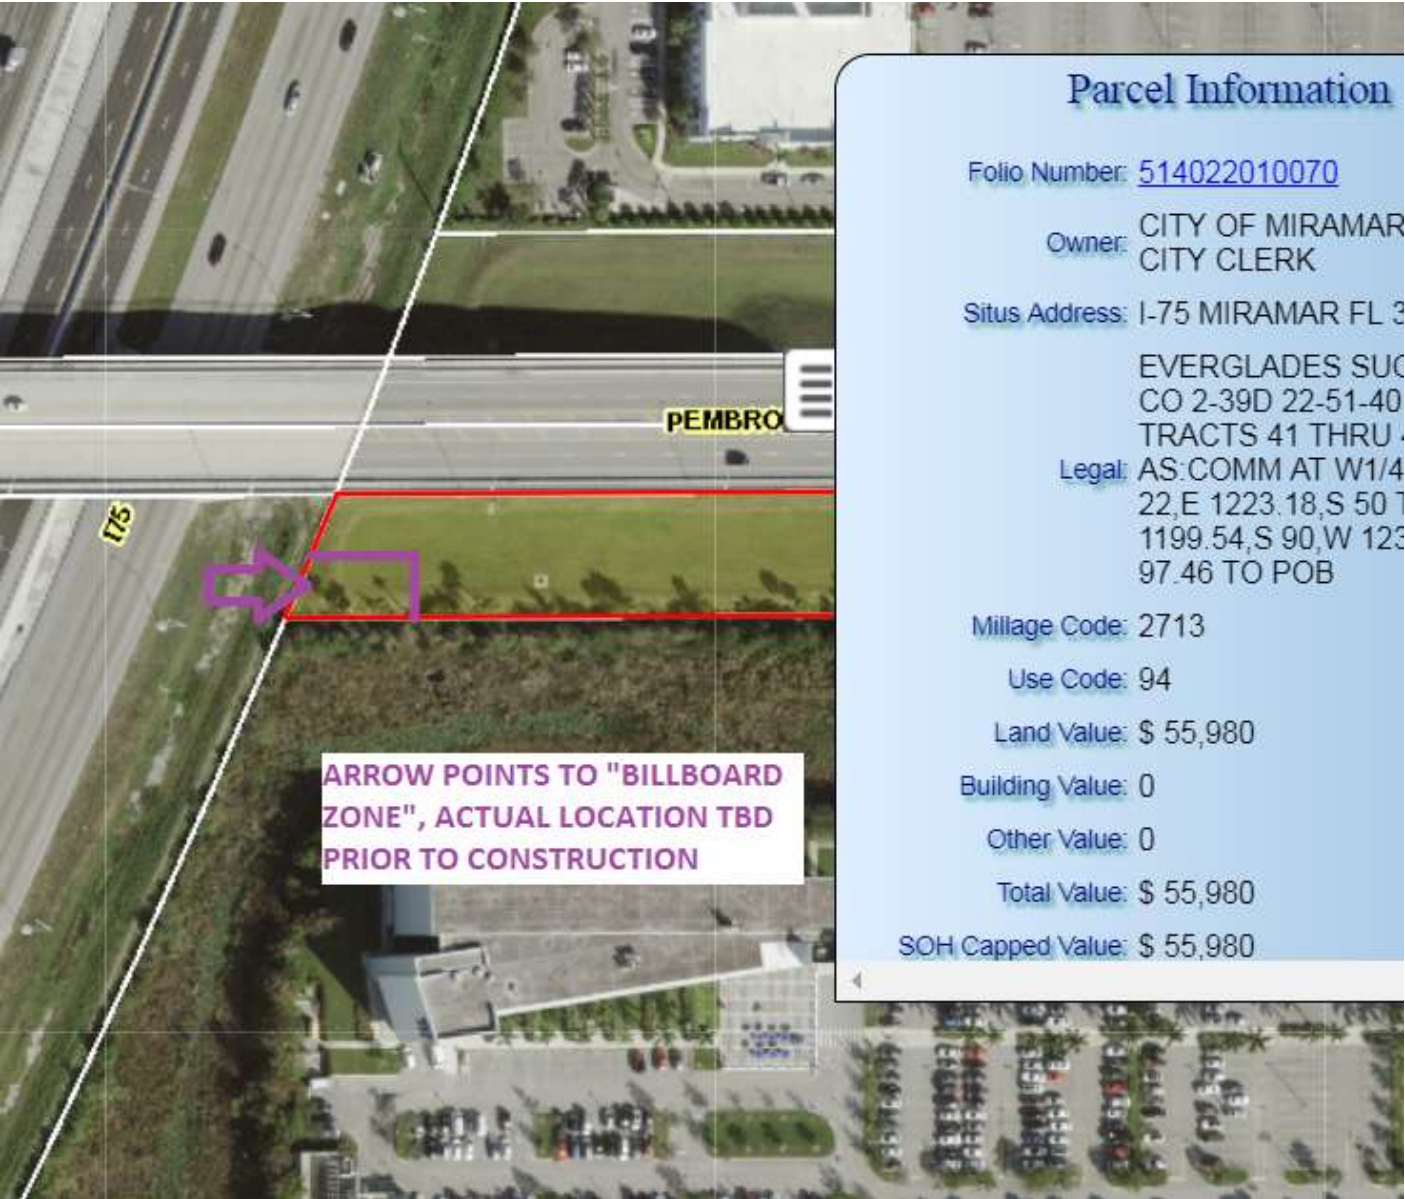 Parcel Information
Folio Number: 514022010070
Owner: CITY OF MIRAMAR
CITY CLERK
Situs Address: I-75 MIRAMAR FL 3
EVERGLADES SUG
CO 2-39D 22-51-40
TRACTS 41 THRU
Legal: AS:COMM AT W1/4
22,E 1223.18,S 50 T
1199.54,S 90,W 123
97.46 TO POB
Millage Code: 2713
Use Code: 94
Land Value: $ 55,980
Building Value: 0
Other Value: 0
Total Value: $ 55,980
SOH Capped Value: $ 55,980
PEMBRO
I75
ARROW POINTS TO "BILLBOARD
ZONE", ACTUAL LOCATION TBD
PRIOR TO CONSTRUCTION